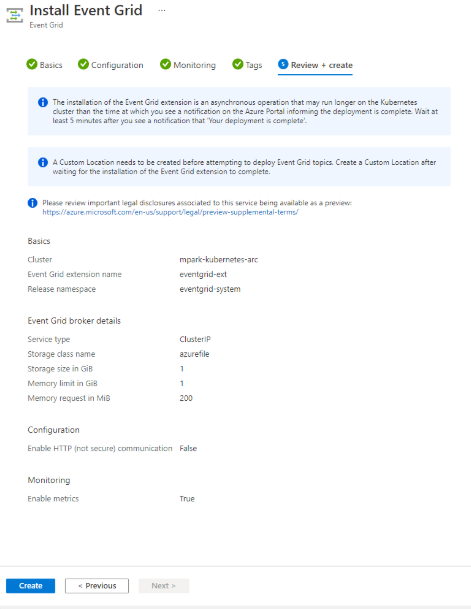 Install Event Grid ...
Event Grid
Basics Configuration Monitoring Tags 5 Review + create
The installation of the Event Grid extension is an asynchronous operation that may run longer on the Kubernetes
cluster than the time at which you see a notification on the Azure Portal informing the deployment is complete. Wait at
least 5 minutes after you see a notification that 'Your deployment is complete'.
A Custom Location needs to be created before attempting to deploy Event Grid topics. Create a Custom Location after
waiting for the installation of the Event Grid extension to complete.
Please review important legal disclosures associated to this service being available as a preview:
https://azure.microsoft.com/en-us/support/legal/preview-supplemental-terms/
Basics
Cluster mpark-kubernetes-arc
Event Grid extension name eventgrid-ext
Release namespace eventgrid-system
Event Grid broker details
Service type ClusterIP
Storage class name azurefile
Storage size in GiB 1
Memory limit in GiB 1
Memory request in MiB 200
Configuration
Enable HTTP (not secure) communication False
Monitoring
Enable metrics True
Create < Previous Next >